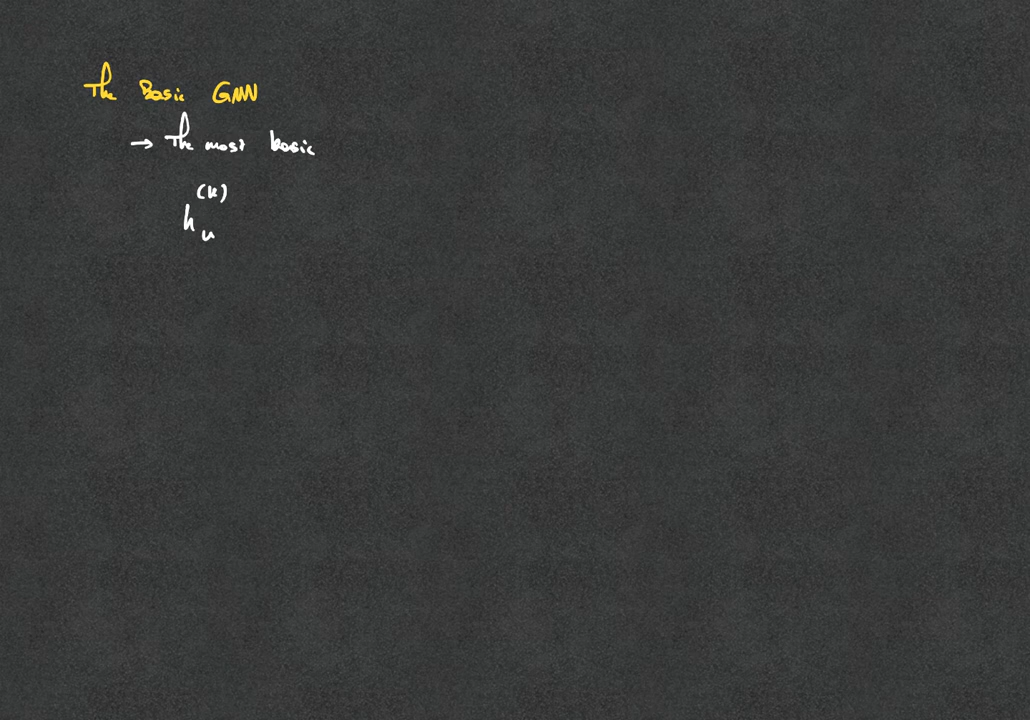 The Basic GNN
→ The most basic
h_u^(k)